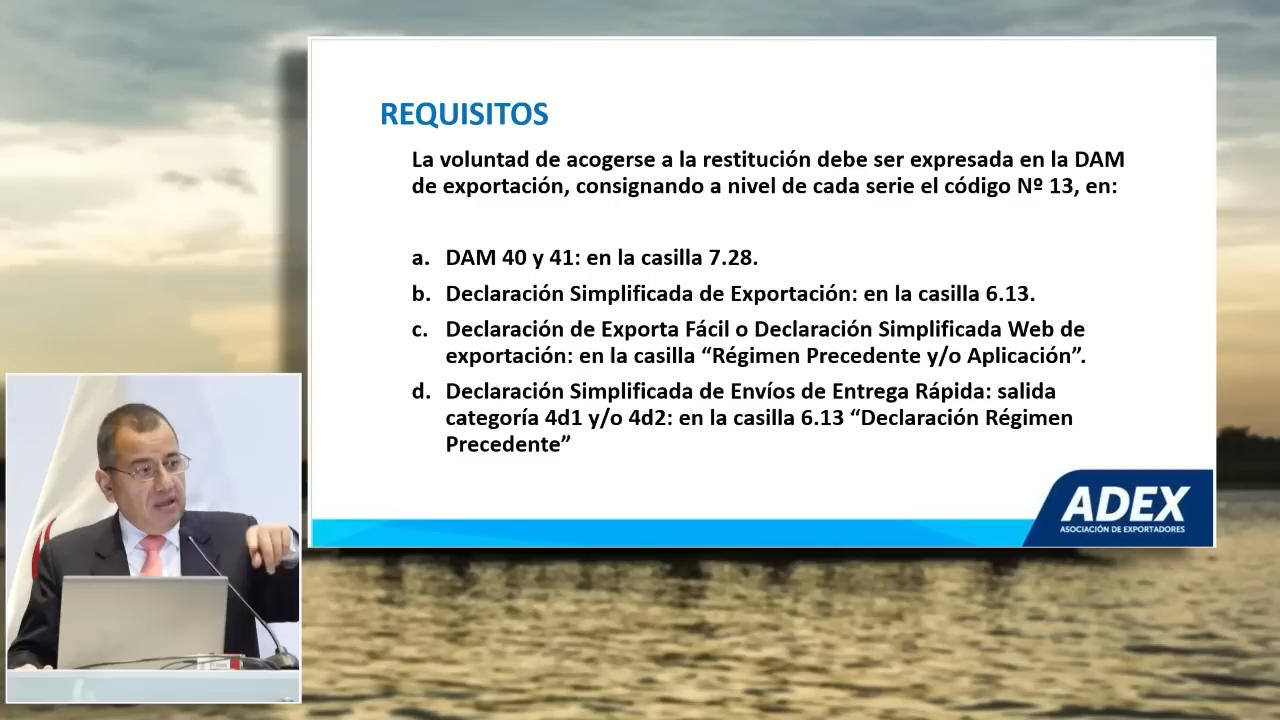 REQUISITOS
La voluntad de acogerse a la restitución debe ser expresada en la DAM
de exportación, consignando a nivel de cada serie el código Nº 13, en:
a. DAM 40 y 41: en la casilla 7.28.
b. Declaración Simplificada de Exportación: en la casilla 6.13.
c. Declaración de Exporta Fácil o Declaración Simplificada Web de
exportación: en la casilla “Régimen Precedente y/o Aplicación”.
d. Declaración Simplificada de Envíos de Entrega Rápida: salida
categoría 4d1 y/o 4d2: en la casilla 6.13 “Declaración Régimen
Precedente”
ADEX
ASOCIACIÓN DE EXPORTADORES